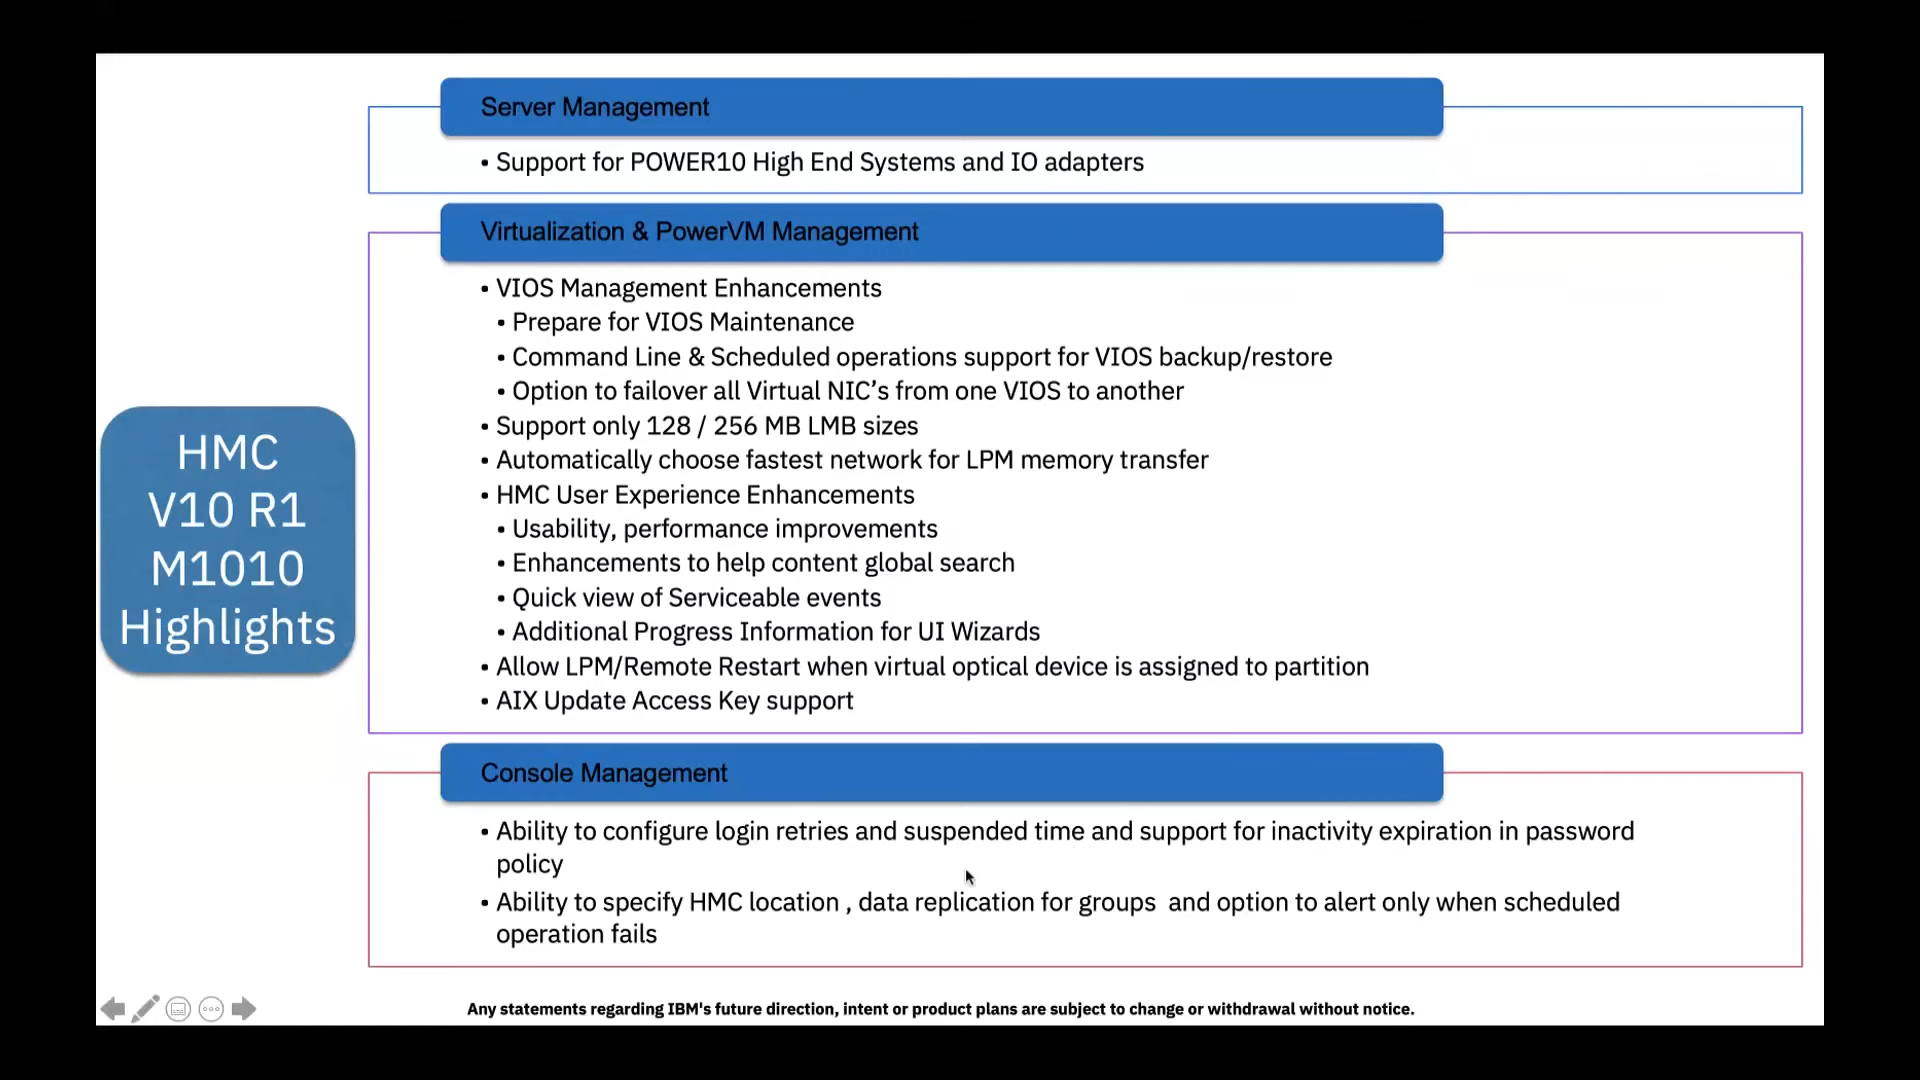 Server Management
• Support for POWER10 High End Systems and IO adapters
Virtualization & PowerVM Management
• VIOS Management Enhancements
• Prepare for VIOS Maintenance
• Command Line & Scheduled operations support for VIOS backup/restore
• Option to failover all Virtual NIC’s from one VIOS to another
• Support only 128 / 256 MB LMB sizes
• Automatically choose fastest network for LPM memory transfer
• HMC User Experience Enhancements
• Usability, performance improvements
• Enhancements to help content global search
• Quick view of Serviceable events
• Additional Progress Information for UI Wizards
• Allow LPM/Remote Restart when virtual optical device is assigned to partition
• AIX Update Access Key support
HMC
V10 R1
M1010
Highlights
Console Management
• Ability to configure login retries and suspended time and support for inactivity expiration in password
policy
• Ability to specify HMC location , data replication for groups  and option to alert only when scheduled
operation fails
Any statements regarding IBM's future direction, intent or product plans are subject to change or withdrawal without notice.